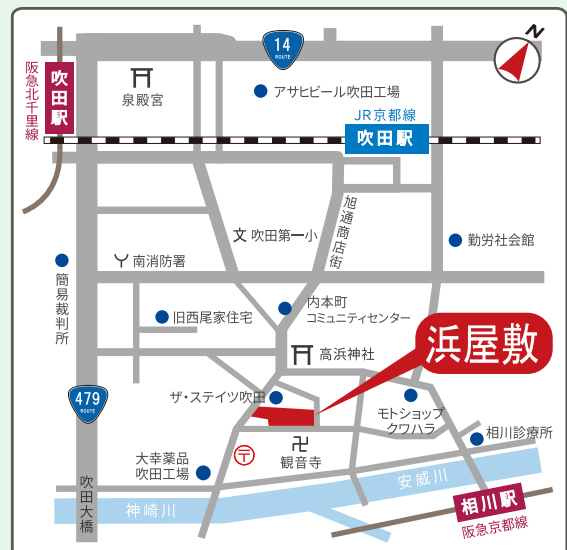 N
14
ROUTE
阪急北千里線
吹田駅
泉殿宮
アサヒビール吹田工場
JR京都線
吹田駅
旭通商店街
文 吹田第一小
勤労社会館
南消防署
簡易裁判所
旧西尾家住宅
内本町
コミュニティセンター
高浜神社
浜屋敷
479
ROUTE
ザ・ステイツ吹田
モトショップ
クワハラ
相川診療所
卍
観音寺
〒
大幸薬品
吹田工場
吹田大橋
神崎川
安威川
相川駅
阪急京都線